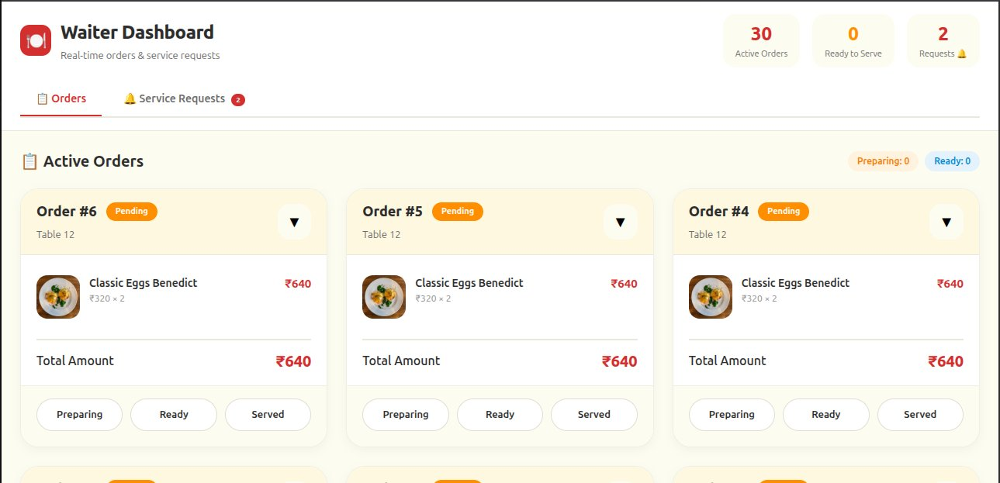 Waiter Dashboard
Real-time orders & service requests
30
Active Orders
0
Ready to Serve
2
Requests 🔔
📋 Orders
🔔 Service Requests 2
📋 Active Orders
Preparing: 0
Ready: 0
Order #6 Pending
Table 12
▼
Classic Eggs Benedict ₹640
₹320 × 2
Total Amount ₹640
Preparing Ready Served
Order #5 Pending
Table 12
▼
Classic Eggs Benedict ₹640
₹320 × 2
Total Amount ₹640
Preparing Ready Served
Order #4 Pending
Table 12
▼
Classic Eggs Benedict ₹640
₹320 × 2
Total Amount ₹640
Preparing Ready Served